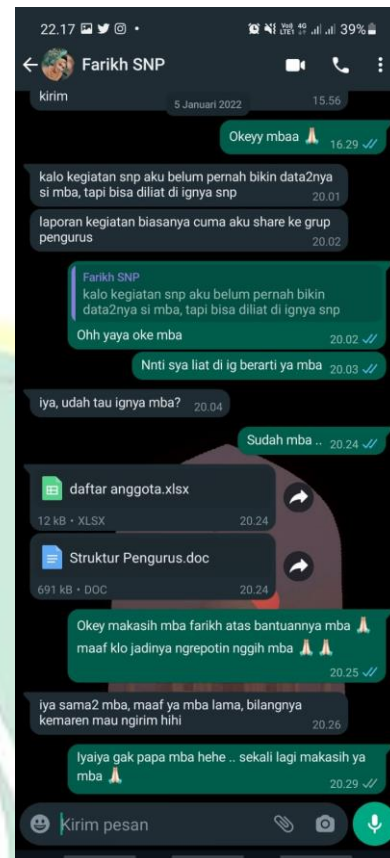 22.17
39%
Farikh SNP
kirim
15.56
5 Januari 2022
Okeyy mbaa 🙏🏻
16.29
kalo kegiatan snp aku belum pernah bikin data2nya
si mba, tapi bisa diliat di ignya snp
20.01
laporan kegiatan biasanya cuma aku share ke grup
pengurus
20.02
Farikh SNP
kalo kegiatan snp aku belum pernah bikin
data2nya si mba, tapi bisa diliat di ignya snp
Ohh yaya oke mba
20.02
Nnti sya liat di ig berarti ya mba
20.03
iya, udah tau ignya mba?
20.04
Sudah mba ..
20.24
daftar anggota.xlsx
12 kB • XLSX
20.24
Struktur Pengurus.doc
691 kB • DOC
20.24
Okey makasih mba farikh atas bantuannya mba 🙏🏻
maaf klo jadinya ngrepotin nggih mba 🙏🏻 🙏🏻
20.25
iya sama2 mba, maaf ya mba lama, bilangnya
kemaren mau ngirim hihi
20.26
Iyaiya gak papa mba hehe .. sekali lagi makasih ya
mba 🙏🏻
20.29
Kirim pesan